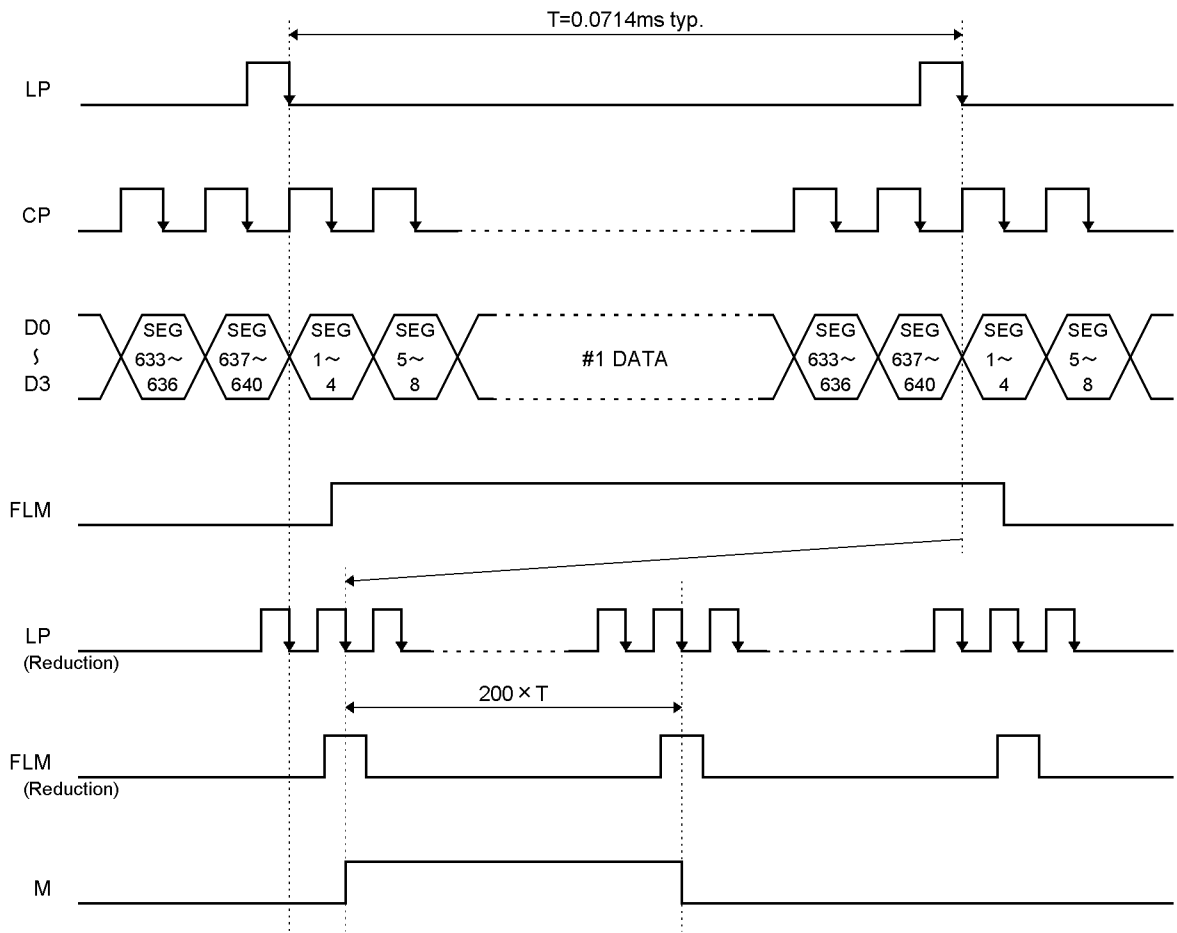 T=0.0714ms typ.
LP
CP
D0
~
D3
SEG
633~
636
SEG
637~
640
SEG
1~
4
SEG
5~
8
#1 DATA
SEG
633~
636
SEG
637~
640
SEG
1~
4
SEG
5~
8
FLM
LP
(Reduction)
200×T
FLM
(Reduction)
M